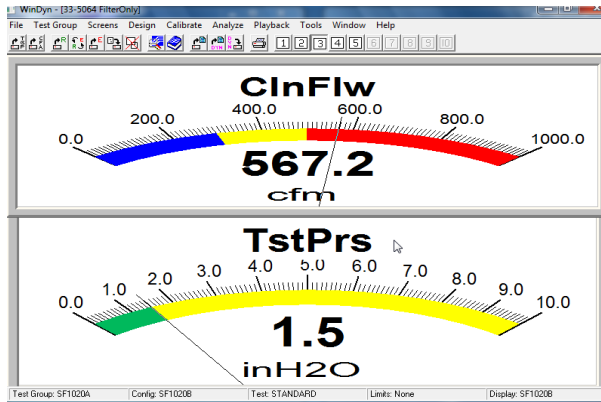 WinDyn - [33-5064 FilterOnly]
File Test Group Screens Design Calibrate Analyze Playback Tools Window Help
1 2 3 4 5 6 7 8 9 10
ClnFlw
0.0 200.0 400.0 600.0 800.0 1000.0
567.2
cfm
TstPrs
0.0 1.0 2.0 3.0 4.0 5.0 6.0 7.0 8.0 9.0 10.0
1.5
inH2O
Test Group: SF1020A Config: SF1020B Test: STANDARD Limits: None Display: SF1020B